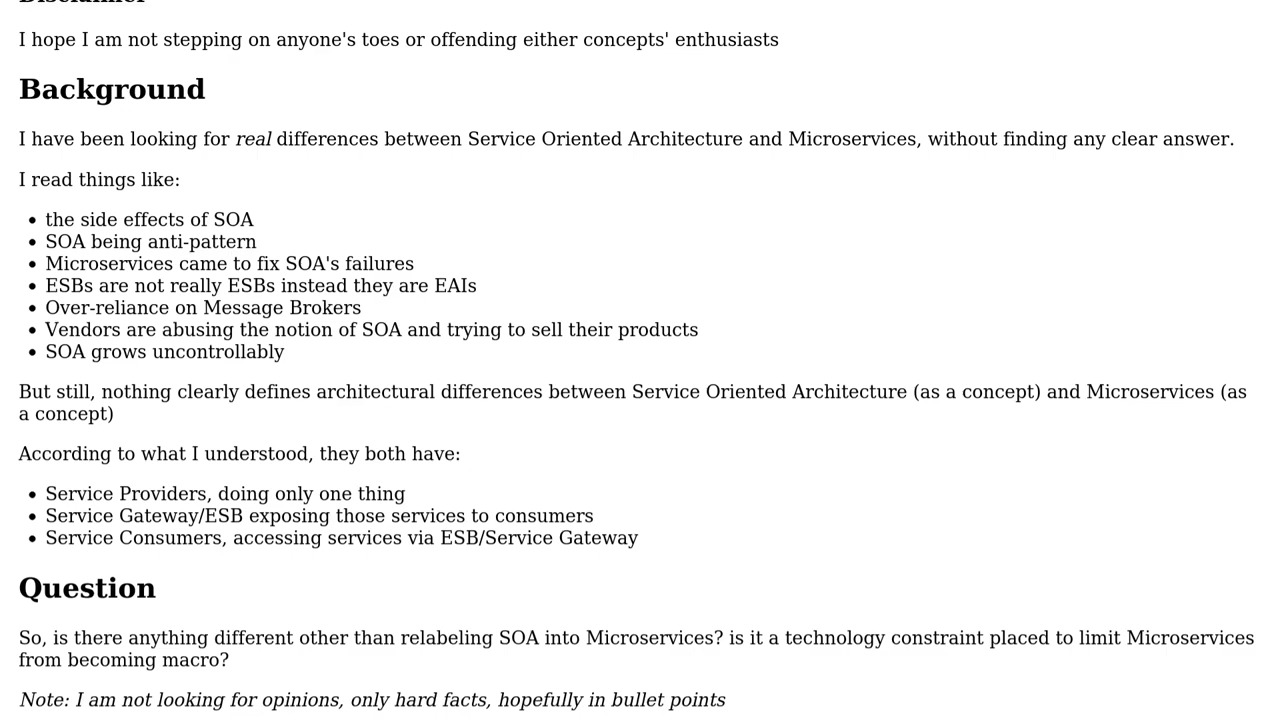 Disclaimer
I hope I am not stepping on anyone's toes or offending either concepts' enthusiasts
Background
I have been looking for real differences between Service Oriented Architecture and Microservices, without finding any clear answer.
I read things like:
• the side effects of SOA
• SOA being anti-pattern
• Microservices came to fix SOA's failures
• ESBs are not really ESBs instead they are EAIs
• Over-reliance on Message Brokers
• Vendors are abusing the notion of SOA and trying to sell their products
• SOA grows uncontrollably
But still, nothing clearly defines architectural differences between Service Oriented Architecture (as a concept) and Microservices (as
a concept)
According to what I understood, they both have:
• Service Providers, doing only one thing
• Service Gateway/ESB exposing those services to consumers
• Service Consumers, accessing services via ESB/Service Gateway
Question
So, is there anything different other than relabeling SOA into Microservices? is it a technology constraint placed to limit Microservices
from becoming macro?
Note: I am not looking for opinions, only hard facts, hopefully in bullet points